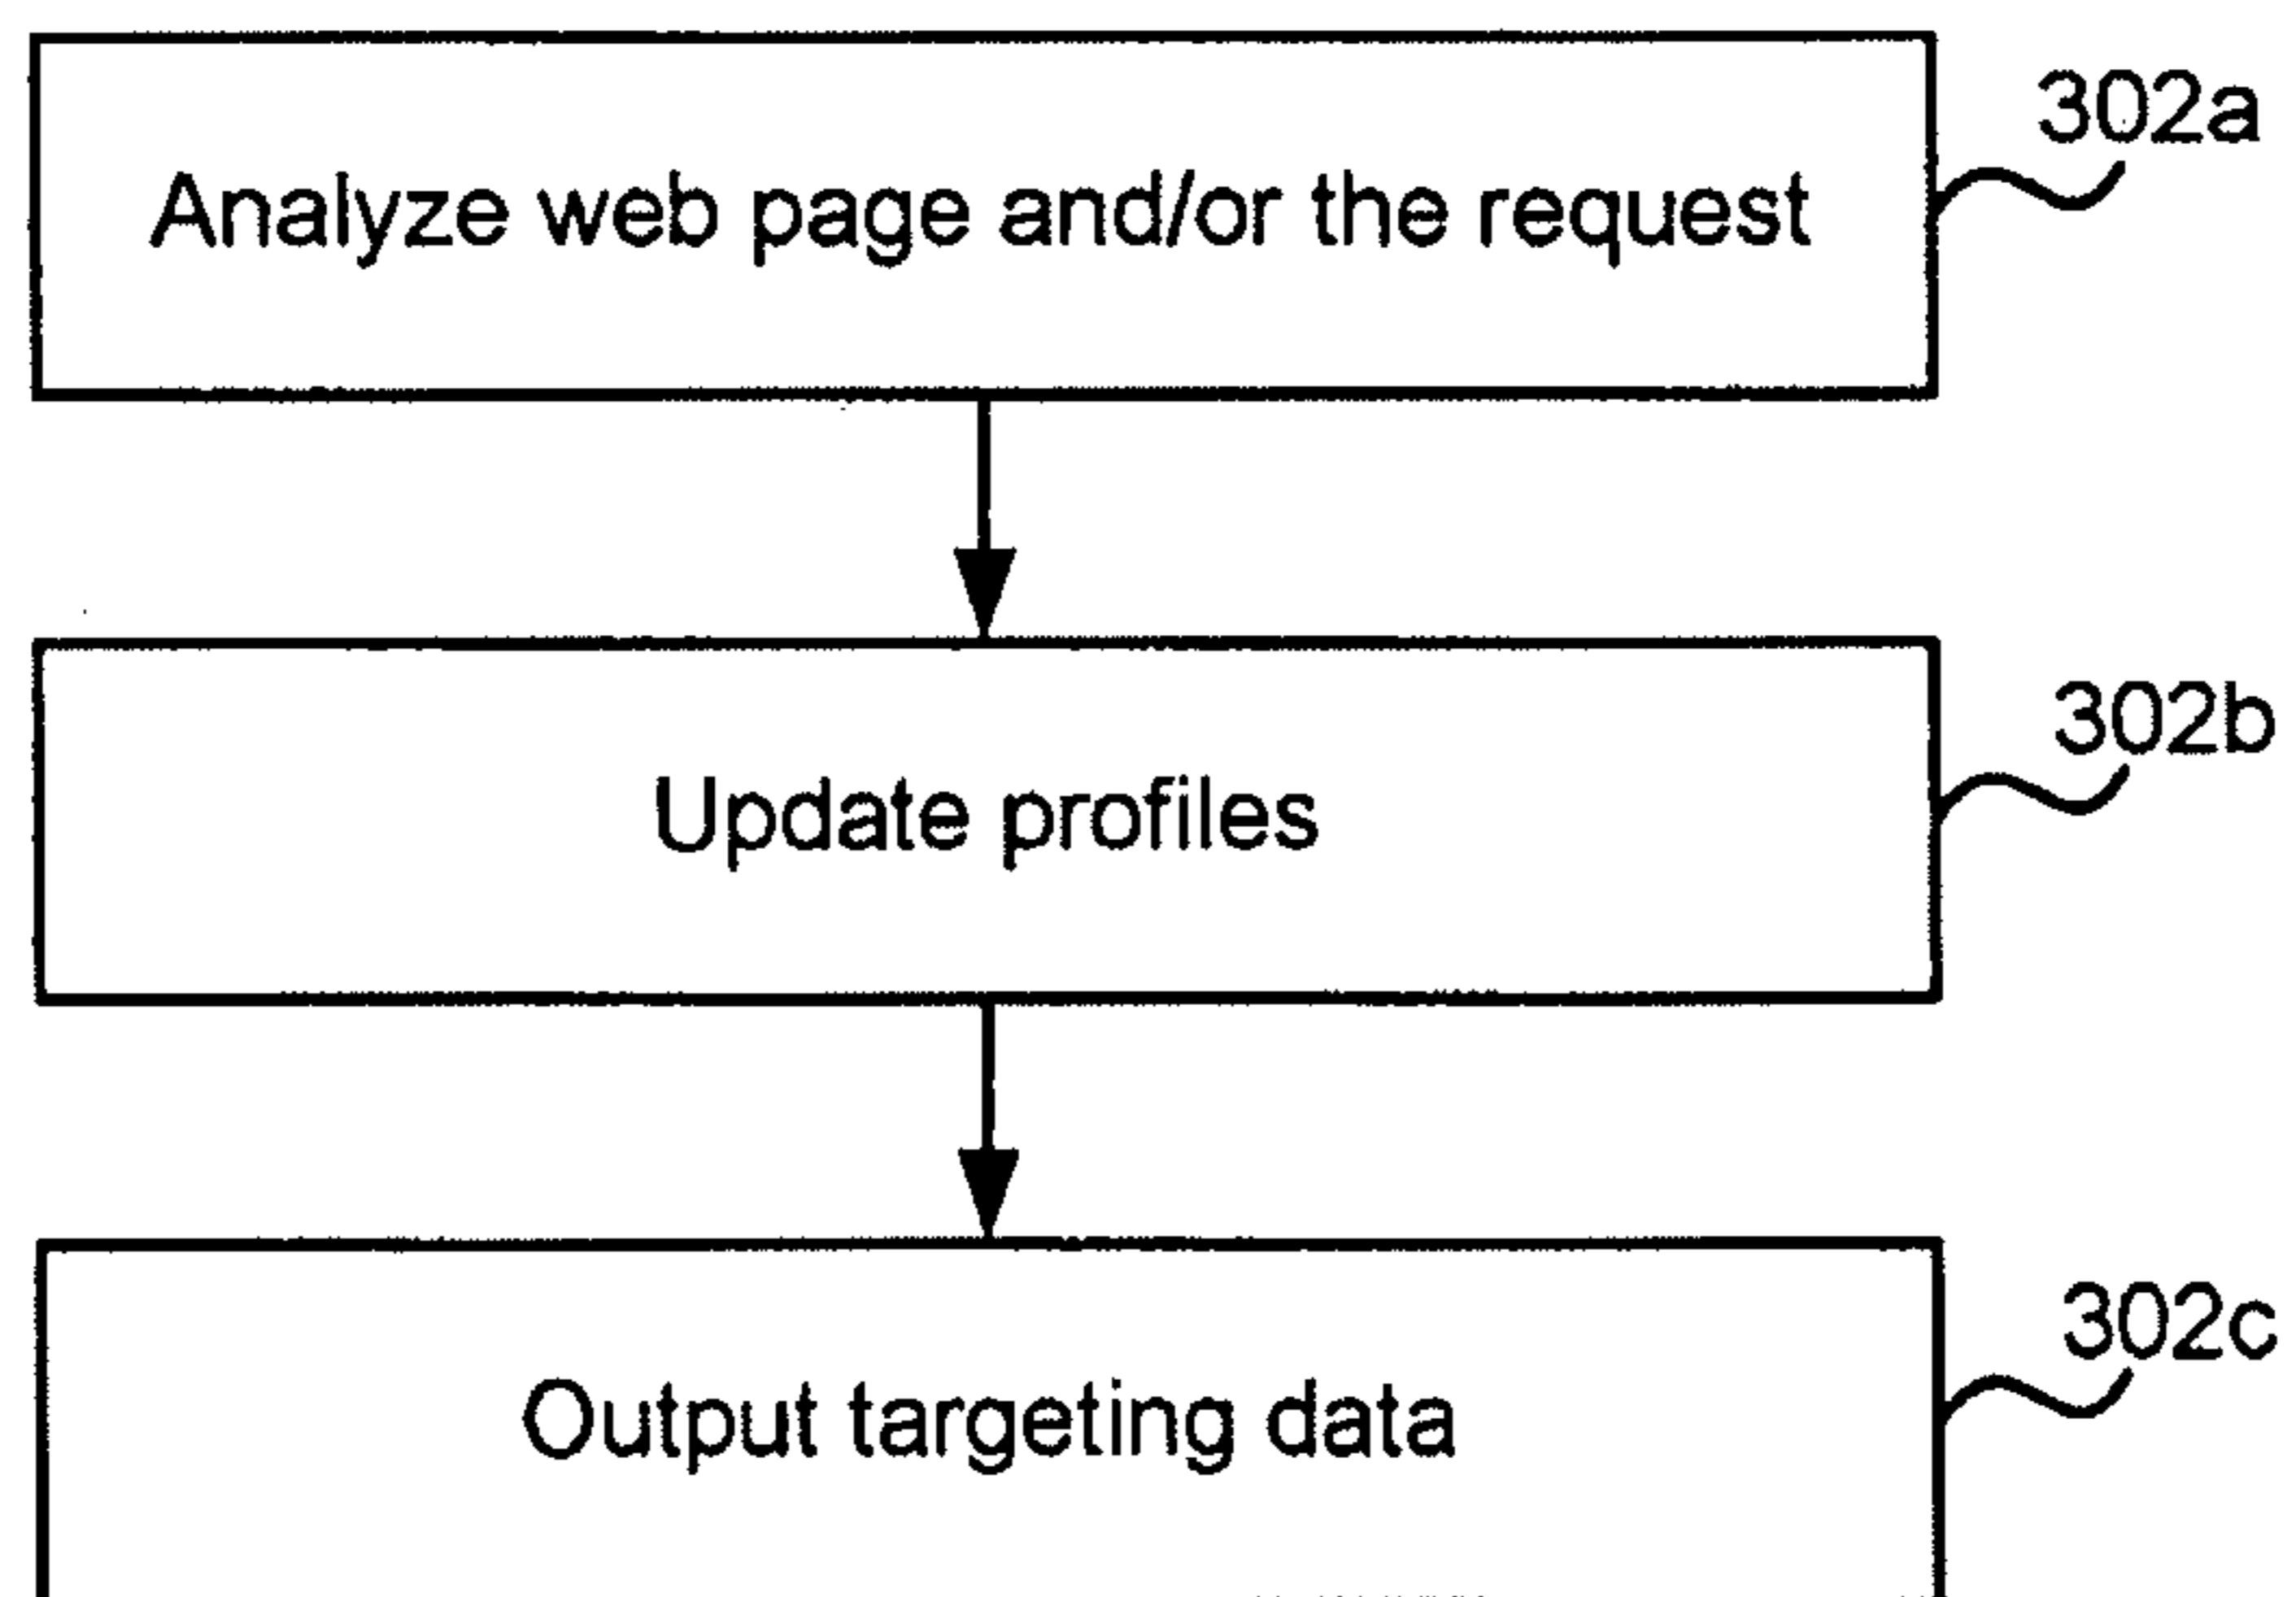 302a
Analyze web page and/or the request
302b
Update profiles
302c
Output targeting data